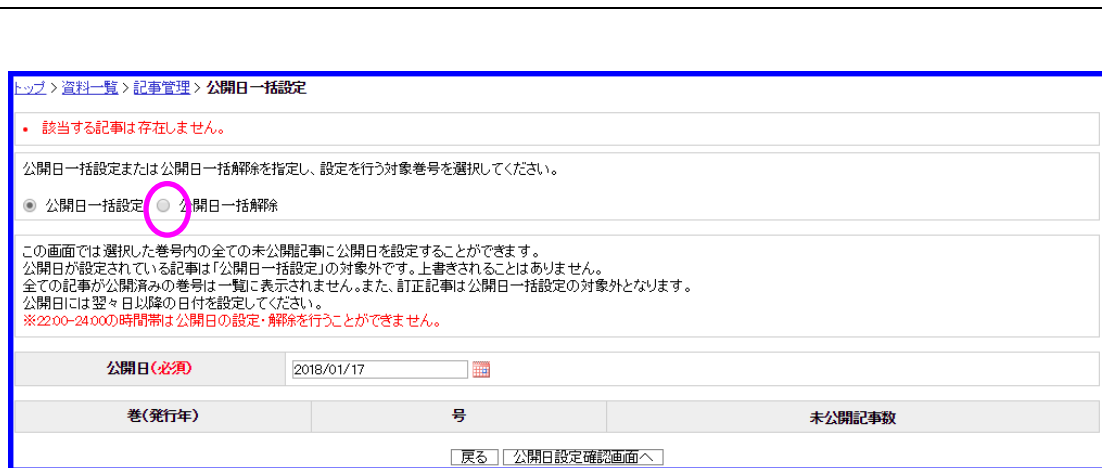 トップ > 資料一覧 > 記事管理 > 公開日一括設定
• 該当する記事は存在しません。
公開日一括設定または公開日一括解除を指定し、設定を行う対象巻号を選択してください。
公開日一括設定 公開日一括解除
この画面では選択した巻号内の全ての未公開記事に公開日を設定することができます。
公開日が設定されている記事は「公開日一括設定」の対象外です。上書きされることはありません。
全ての記事が公開済みの巻号は一覧に表示されません。また、訂正記事は公開日一括設定の対象外となります。
公開日には翌々日以降の日付を設定してください。
※22:00-24:00の時間帯は公開日の設定・解除を行うことができません。
公開日(必須) 2018/01/17
巻(発行年) 号 未公開記事数
戻る 公開日設定確認画面へ